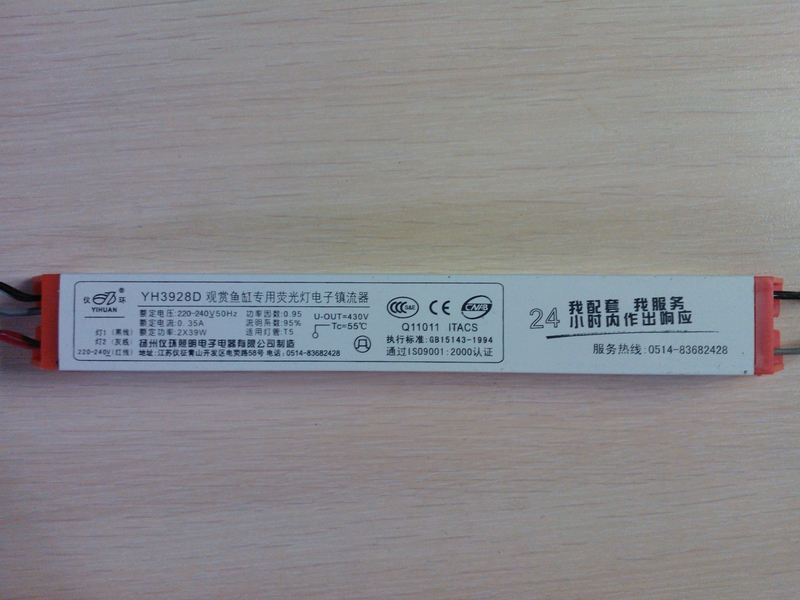 仪 环 ®
YIHUAN
YH3928D 观赏鱼缸专用荧光灯电子镇流器
额定电压:220-240V50Hz 功率因数:0.95
额定电流:0.35A 流明系数:95%
额定功率:2X39W 适用灯管:T5
U-OUT=430V
Tc=55℃
灯1 (黑线)
灯2 (灰线)
220-240V(红线)
扬州仪环照明电子电器有限公司制造
地址:江苏仪征青山开发区电荧路58号 电话:0514-83682428
CCC S&E CE
Q11011 ITACS
执行标准:GB15143-1994
通过ISO9001:2000认证
24 我配套 我服务
小时内作出响应
服务热线:0514-83682428